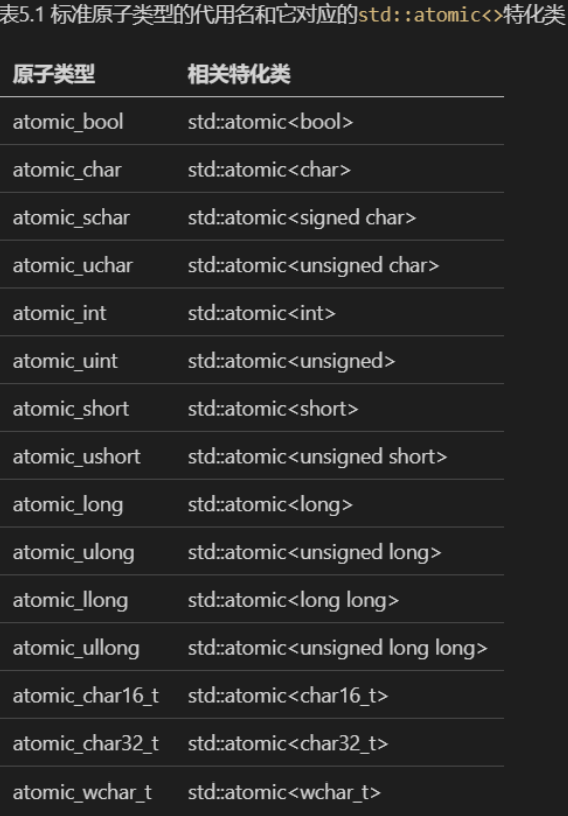 表5.1 标准原子类型的代用名和它对应的std::atomic<>特化类
原子类型 相关特化类
atomic_bool std::atomic<bool>
atomic_char std::atomic<char>
atomic_schar std::atomic<signed char>
atomic_uchar std::atomic<unsigned char>
atomic_int std::atomic<int>
atomic_uint std::atomic<unsigned>
atomic_short std::atomic<short>
atomic_ushort std::atomic<unsigned short>
atomic_long std::atomic<long>
atomic_ulong std::atomic<unsigned long>
atomic_llong std::atomic<long long>
atomic_ullong std::atomic<unsigned long long>
atomic_char16_t std::atomic<char16_t>
atomic_char32_t std::atomic<char32_t>
atomic_wchar_t std::atomic<wchar_t>